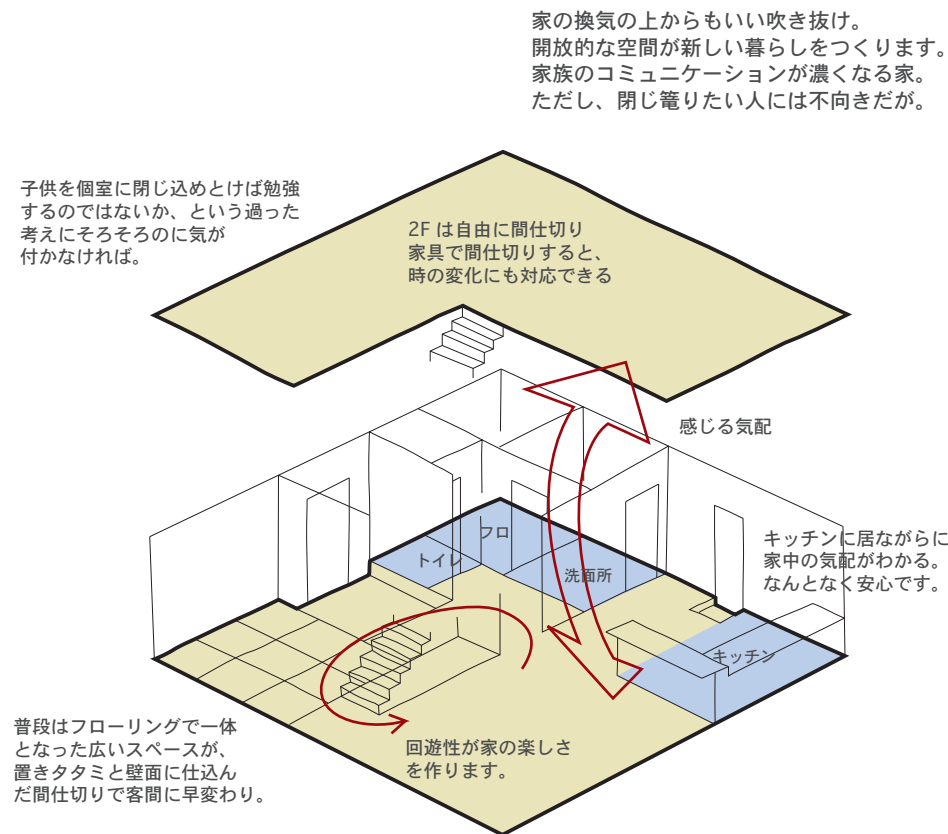 家の換気の上からもいい吹き抜け。
開放的な空間が新しい暮らしをつくります。
家族のコミュニケーションが濃くなる家。
ただし、閉じ篭りたい人には不向きだが。
子供を個室に閉じ込めとけば勉強
するのではないか、という過った
考えにそろそろのに気が
付かなければ。
2F は自由に間仕切り
家具で間仕切りすると、
時の変化にも対応できる
感じる気配
キッチンに居ながらに
家中の気配がわかる。
なんとなく安心です。
フロ
トイレ
洗面所
キッチン
普段はフローリングで一体
となった広いスペースが、
置きタタミと壁面に仕込ん
だ間仕切りで客間に早変わり。
回遊性が家の楽しさ
を作ります。